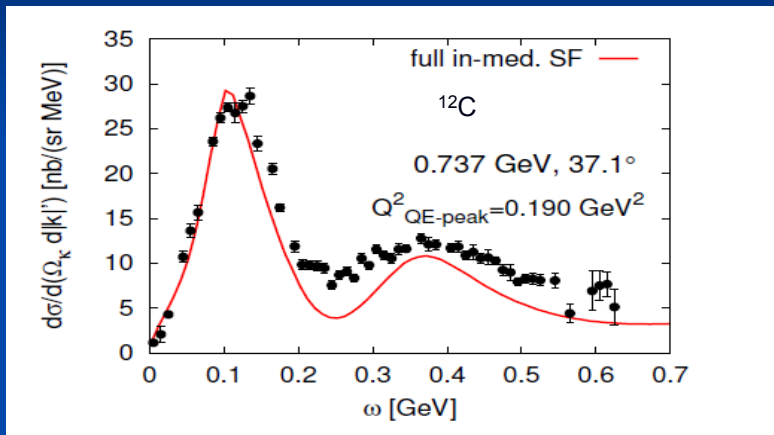 dσ/d(Ω_κ d|k|') [nb/(sr MeV)]
35
30
25
20
15
10
5
0
full in-med. SF
¹²C
0.737 GeV, 37.1°
Q²_QE-peak=0.190 GeV²
0 0.1 0.2 0.3 0.4 0.5 0.6 0.7
ω [GeV]